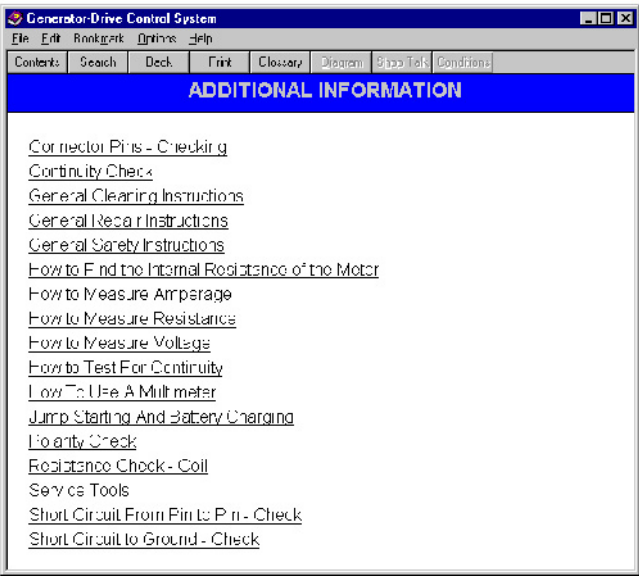 Generator-Drive Control System
File Edit Bookmark Options Help
Contents Search Back Print Glossary Diagram Shop Talk Conditions
ADDITIONAL INFORMATION
Connector Pins - Checking
Continuity Check
General Cleaning Instructions
General Repair Instructions
General Safety Instructions
How to Find the Internal Resistance of the Meter
How to Measure Amperage
How to Measure Resistance
How to Measure Voltage
How to Test For Continuity
How To Use A Multimeter
Jump Starting And Battery Charging
Polarity Check
Resistance Check - Coil
Service Tools
Short Circuit From Pin to Pin - Check
Short Circuit to Ground - Check